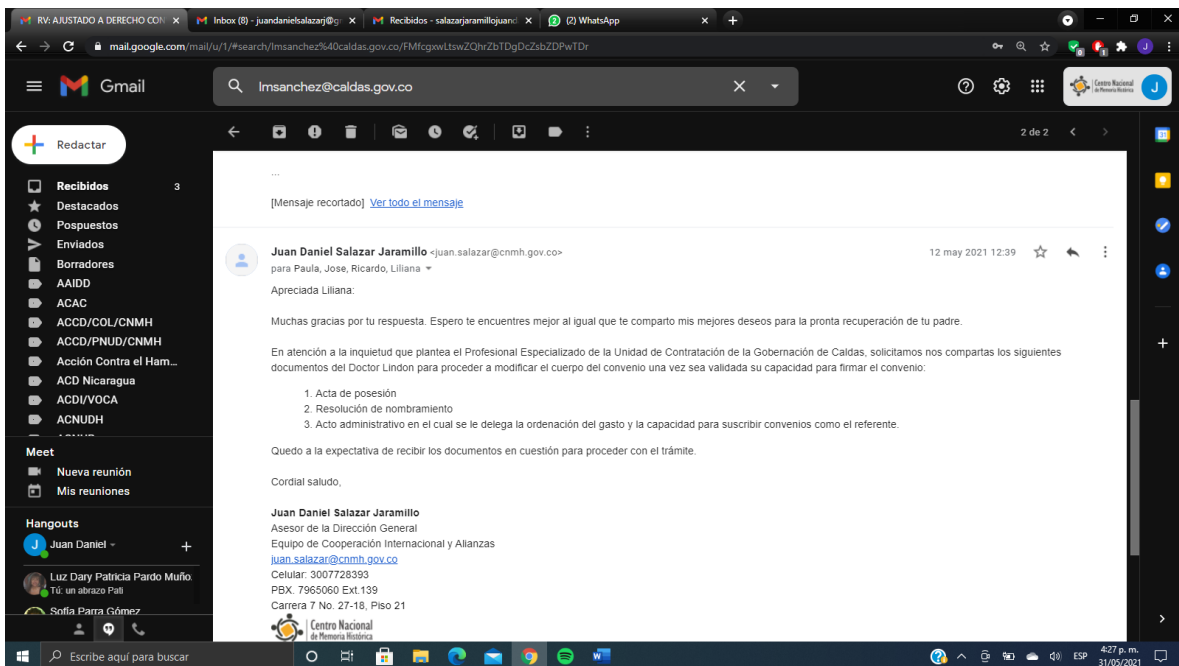 RV: AJUSTADO A DERECHO CON
Inbox (8) - juandanielsalazarj@g
Recibidos - salazarjaramillojuand
(2) WhatsApp
mail.google.com/mail/u/1/#search/lmsanchez%40caldas.gov.co/FMfcgxwLtswZQhrZbTDgDcZsbZDPwTDr
Gmail
lmsanchez@caldas.gov.co
Centro Nacional
de Memoria Histórica
J
Redactar
2 de 2
Recibidos 3
Destacados
Pospuestos
Enviados
Borradores
AAIDD
ACAC
ACCD/COL/CNMH
ACCD/PNUD/CNMH
Acción Contra el Ham...
ACD Nicaragua
ACDI/VOCA
ACNUDH
Meet
Nueva reunión
Mis reuniones
Hangouts
J Juan Daniel
Luz Dary Patricia Pardo Muño
Tú: un abrazo Pati
Sofía Parra Gómez
...
[Mensaje recortado] Ver todo el mensaje
Juan Daniel Salazar Jaramillo <juan.salazar@cnmh.gov.co> 12 may 2021 12:39
para Paula, Jose, Ricardo, Liliana
Apreciada Liliana:
Muchas gracias por tu respuesta. Espero te encuentres mejor al igual que te comparto mis mejores deseos para la pronta recuperación de tu padre.
En atención a la inquietud que plantea el Profesional Especializado de la Unidad de Contratación de la Gobernación de Caldas, solicitamos nos compartas los siguientes
documentos del Doctor Lindon para proceder a modificar el cuerpo del convenio una vez sea validada su capacidad para firmar el convenio:
1. Acta de posesión
2. Resolución de nombramiento
3. Acto administrativo en el cual se le delega la ordenación del gasto y la capacidad para suscribir convenios como el referente.
Quedo a la expectativa de recibir los documentos en cuestión para proceder con el trámite.
Cordial saludo,
Juan Daniel Salazar Jaramillo
Asesor de la Dirección General
Equipo de Cooperación Internacional y Alianzas
juan.salazar@cnmh.gov.co
Celular: 3007728393
PBX. 7965060 Ext.139
Carrera 7 No. 27-18, Piso 21
Centro Nacional
de Memoria Histórica
Escribe aquí para buscar
ESP
4:27 p. m.
31/05/2021